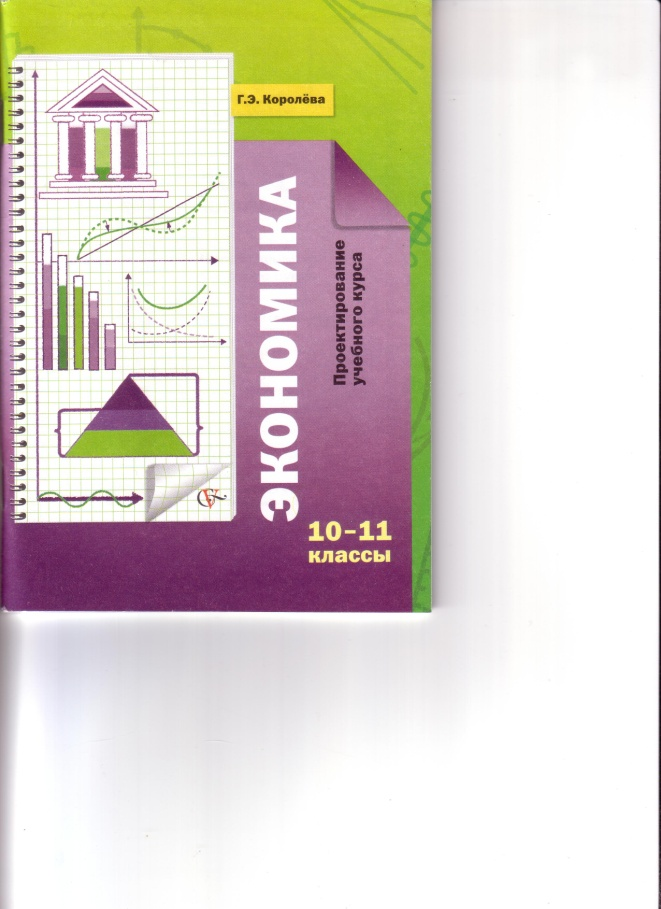 Г.Э. Королёва
ЭКОНОМИКА
Проектирование
учебного курса
10-11
классы